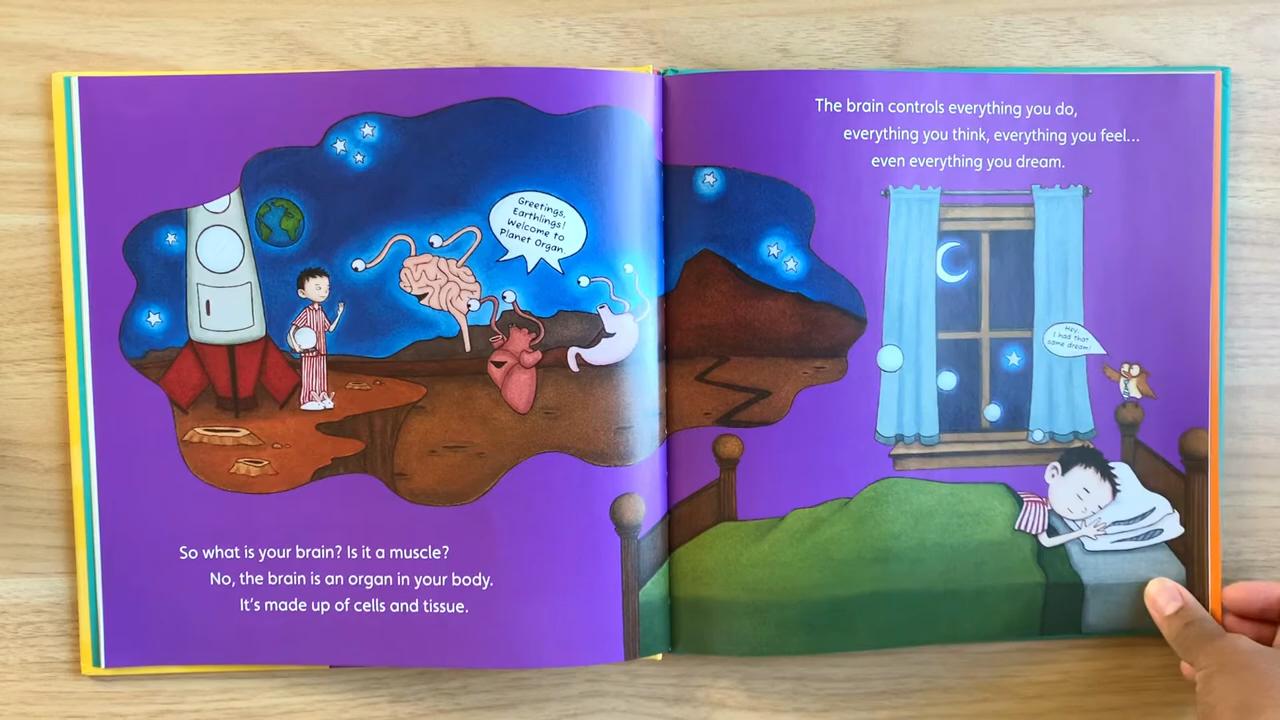 Greetings,
Earthlings!
Welcome to
Planet Organ.
So what is your brain? Is it a muscle?
No, the brain is an organ in your body.
It's made up of cells and tissue.
The brain controls everything you do,
everything you think, everything you feel...
even everything you dream.
Hey,
I had that
same dream!